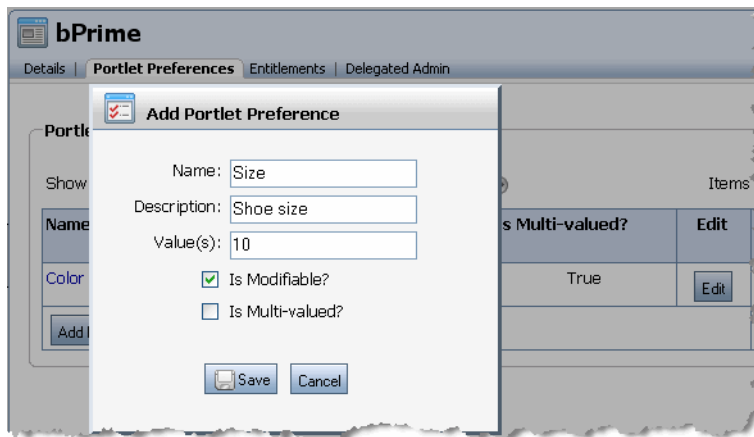 bPrime
Details | Portlet Preferences | Entitlements | Delegated Admin
Add Portlet Preference
Name: Size
Show
Items
Description: Shoe size
Name
Multi-valued? Edit
Value(s): 10
Color
True Edit
Is Modifiable?
Is Multi-valued?
Add
Save Cancel